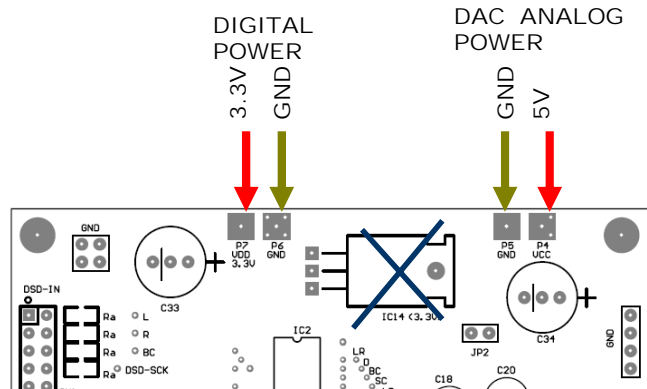 DIGITAL
POWER
DAC ANALOG
POWER
3.3V
GND
GND
5V
GND
P7
VDD
3.3V
P6
GND
P5
GND
P4
VCC
C33
IC14 (3.3V)
C34
DSD-IN
Ra
L
Ra
R
Ra
BC
Ra
DSD-SCK
IC2
LR
D
BC
SC
JP2
GND
C18
C20